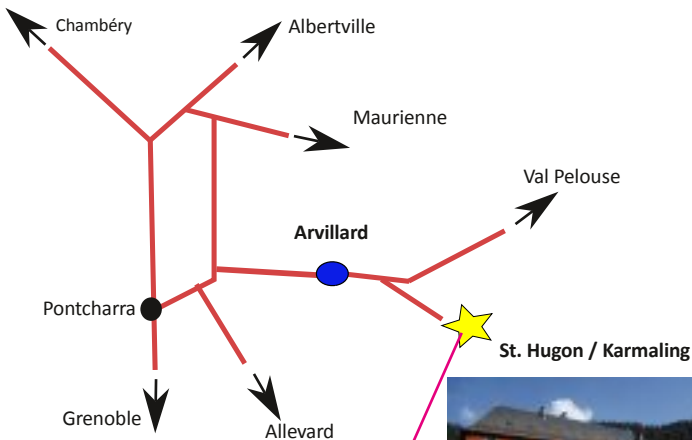 Chambéry
Albertville
Maurienne
Val Pelouse
Arvillard
Pontcharra
St. Hugon / Karmaling
Grenoble
Allevard